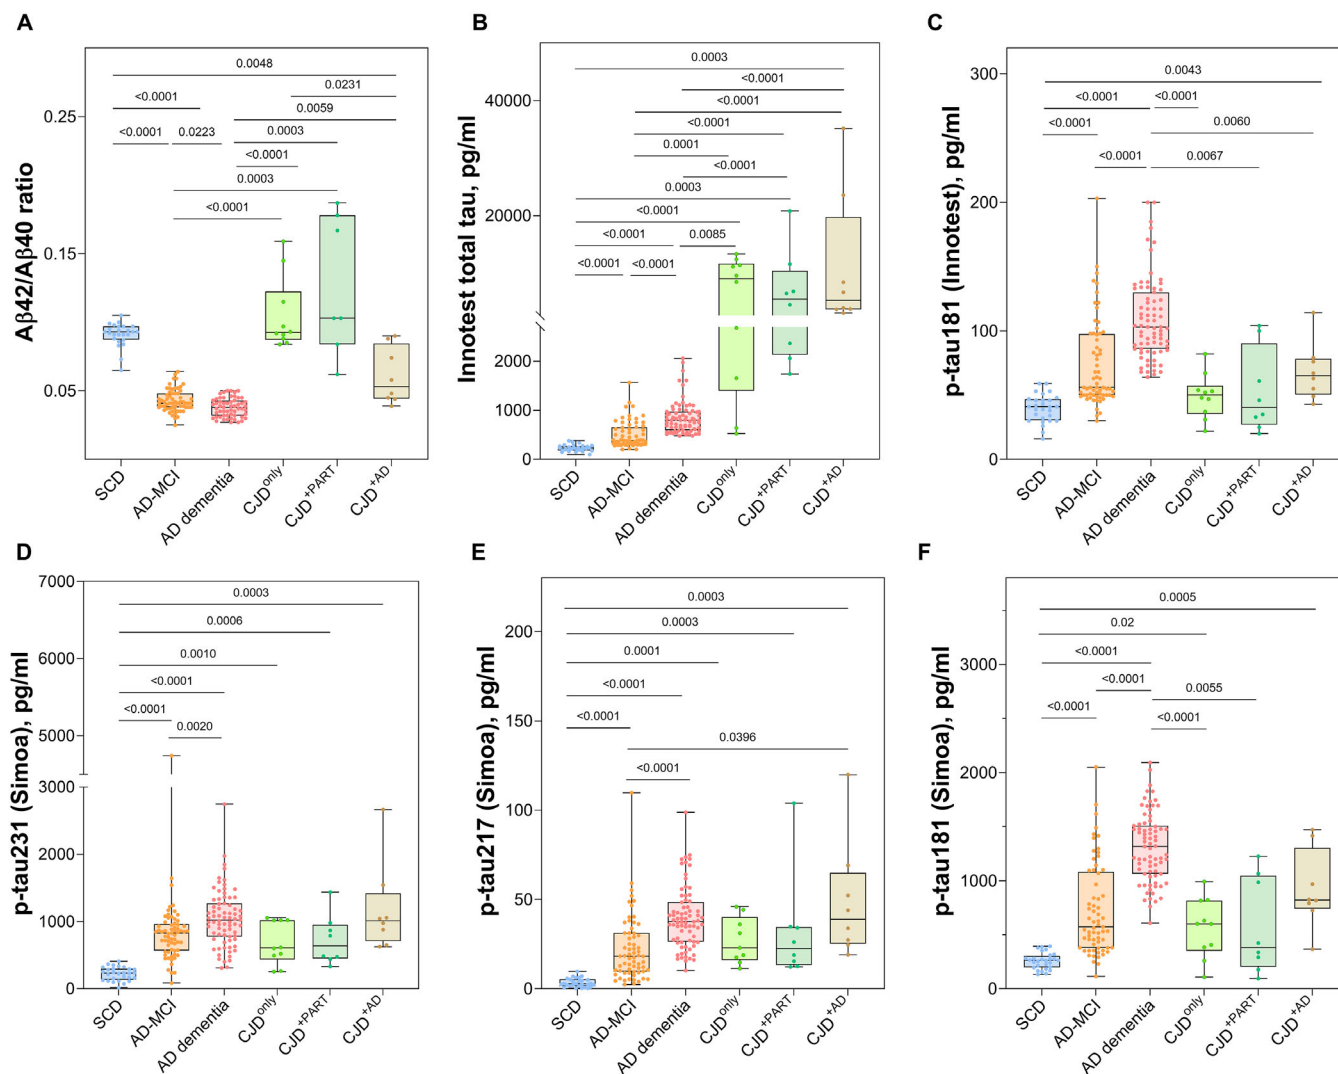 A
Aβ42/Aβ40 ratio
0.25
0.15
0.05
0.0048
<0.0001
0.0231
0.0059
<0.0001
0.0223
0.0003
<0.0001
0.0003
<0.0001
SCD
AD-MCI
AD dementia
CJD^only
CJD^+PART
CJD^+AD
B
Innotest total tau, pg/ml
40000
20000
2000
1000
0
0.0003
<0.0001
<0.0001
<0.0001
0.0001
<0.0001
0.0003
<0.0001
<0.0001
0.0085
<0.0001
<0.0001
SCD
AD-MCI
AD dementia
CJD^only
CJD^+PART
CJD^+AD
C
p-tau181 (Innotest), pg/ml
300
200
100
0
0.0043
<0.0001
<0.0001
<0.0001
0.0060
<0.0001
0.0067
SCD
AD-MCI
AD dementia
CJD^only
CJD^+PART
CJD^+AD
D
p-tau231 (Simoa), pg/ml
7000
6000
5000
3000
2000
1000
0
0.0003
0.0006
0.0010
<0.0001
<0.0001
0.0020
SCD
AD-MCI
AD dementia
CJD^only
CJD^+PART
CJD^+AD
E
p-tau217 (Simoa), pg/ml
200
150
100
50
0
0.0003
0.0003
0.0001
<0.0001
<0.0001
0.0396
<0.0001
SCD
AD-MCI
AD dementia
CJD^only
CJD^+PART
CJD^+AD
F
p-tau181 (Simoa), pg/ml
3000
2000
1000
0
0.0005
0.02
<0.0001
<0.0001
0.0055
<0.0001
<0.0001
SCD
AD-MCI
AD dementia
CJD^only
CJD^+PART
CJD^+AD